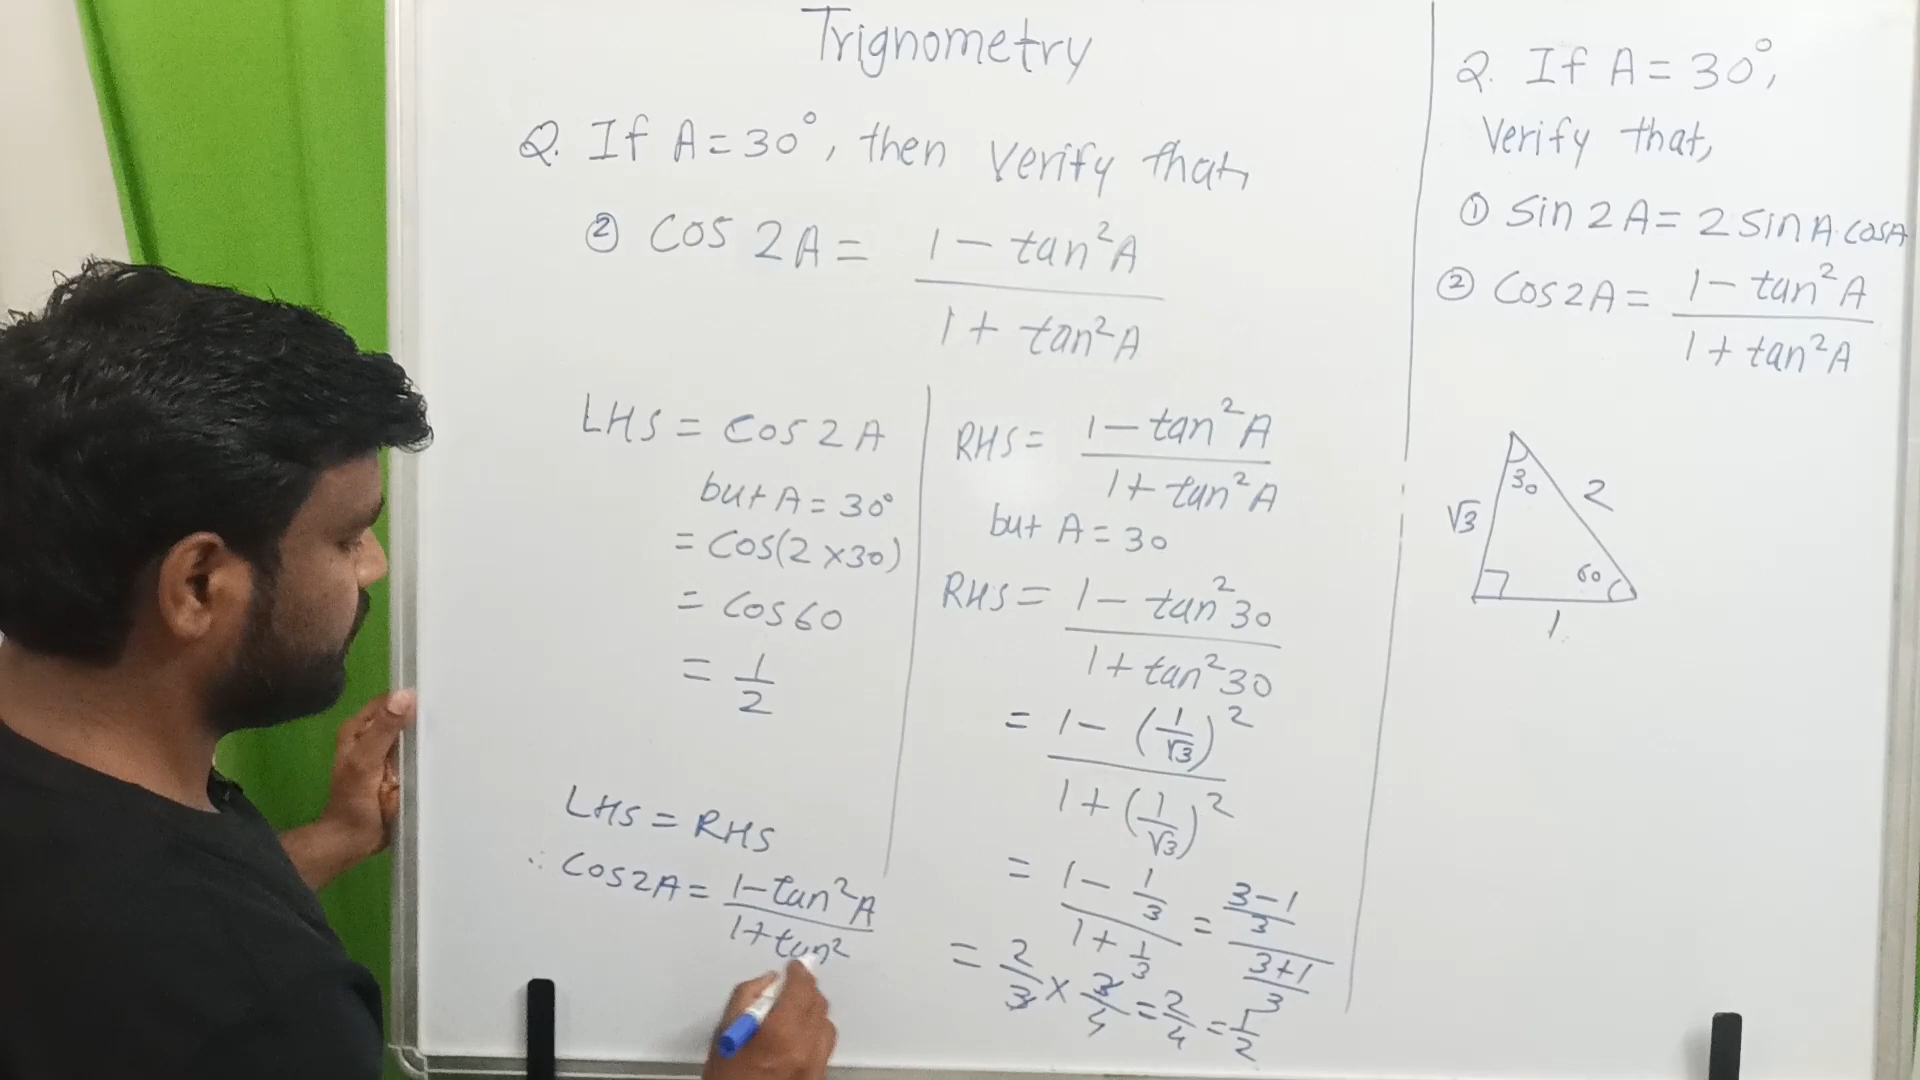 Trignometry
Q. If A = 30°, then verify that,
② cos 2A = (1 - tan²A)/(1 + tan²A)
LHS = cos 2A
but A = 30°
= cos(2 × 30)
= cos 60
= 1/2
LHS = RHS
∴ cos 2A = (1 - tan²A)/(1 + tan²
RHS = (1 - tan²A)/(1 + tan²A)
but A = 30
RHS = (1 - tan²30)/(1 + tan²30)
= (1 - (1/√3)²)/(1 + (1/√3)²)
= (1 - 1/3)/(1 + 1/3) = ((3-1)/3)/((3+1)/3)
= 2/3 × 3/4 = 2/4 = 1/2
Q. If A = 30°,
Verify that,
① Sin 2A = 2 Sin A. cos A
② Cos 2A = (1 - tan²A)/(1 + tan²A)
30
2
√3
60
1